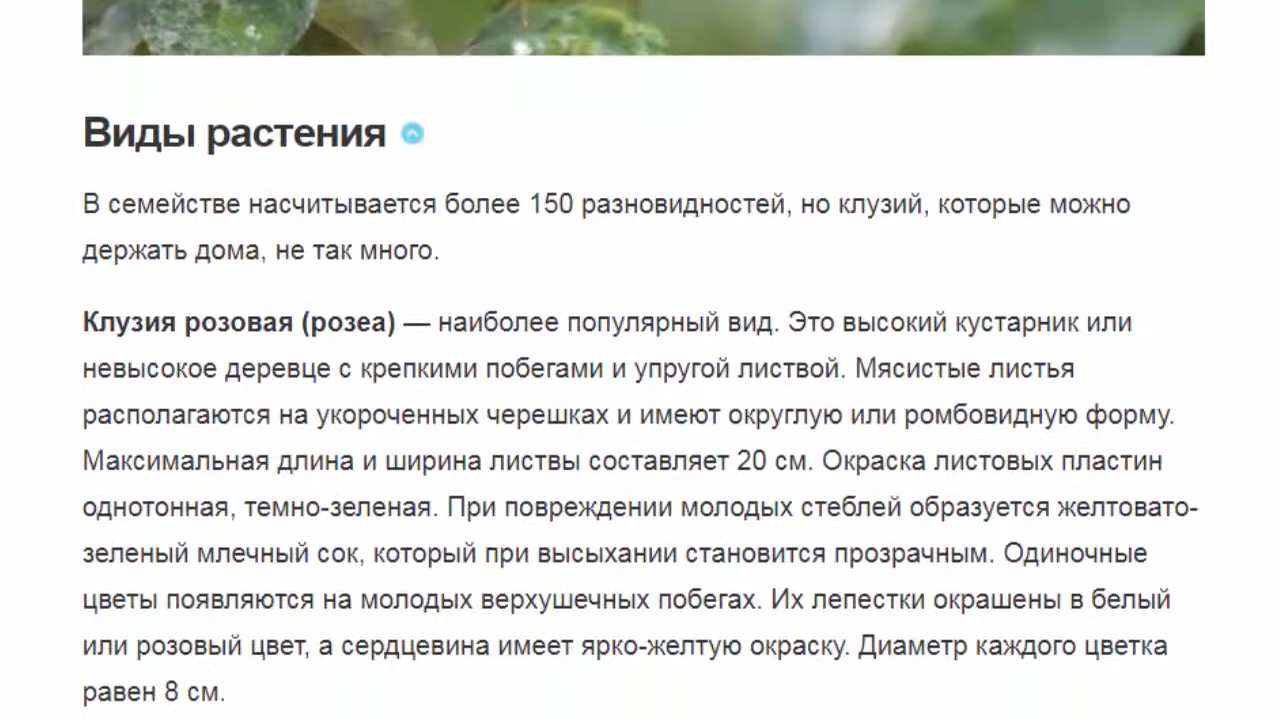 Виды растения
В семействе насчитывается более 150 разновидностей, но клузий, которые можно
держать дома, не так много.
Клузия розовая (розеа) — наиболее популярный вид. Это высокий кустарник или
невысокое деревце с крепкими побегами и упругой листвой. Мясистые листья
располагаются на укороченных черешках и имеют округлую или ромбовидную форму.
Максимальная длина и ширина листвы составляет 20 см. Окраска листовых пластин
однотонная, темно-зеленая. При повреждении молодых стеблей образуется желтовато-
зеленый млечный сок, который при высыхании становится прозрачным. Одиночные
цветы появляются на молодых верхушечных побегах. Их лепестки окрашены в белый
или розовый цвет, а сердцевина имеет ярко-желтую окраску. Диаметр каждого цветка
равен 8 см.